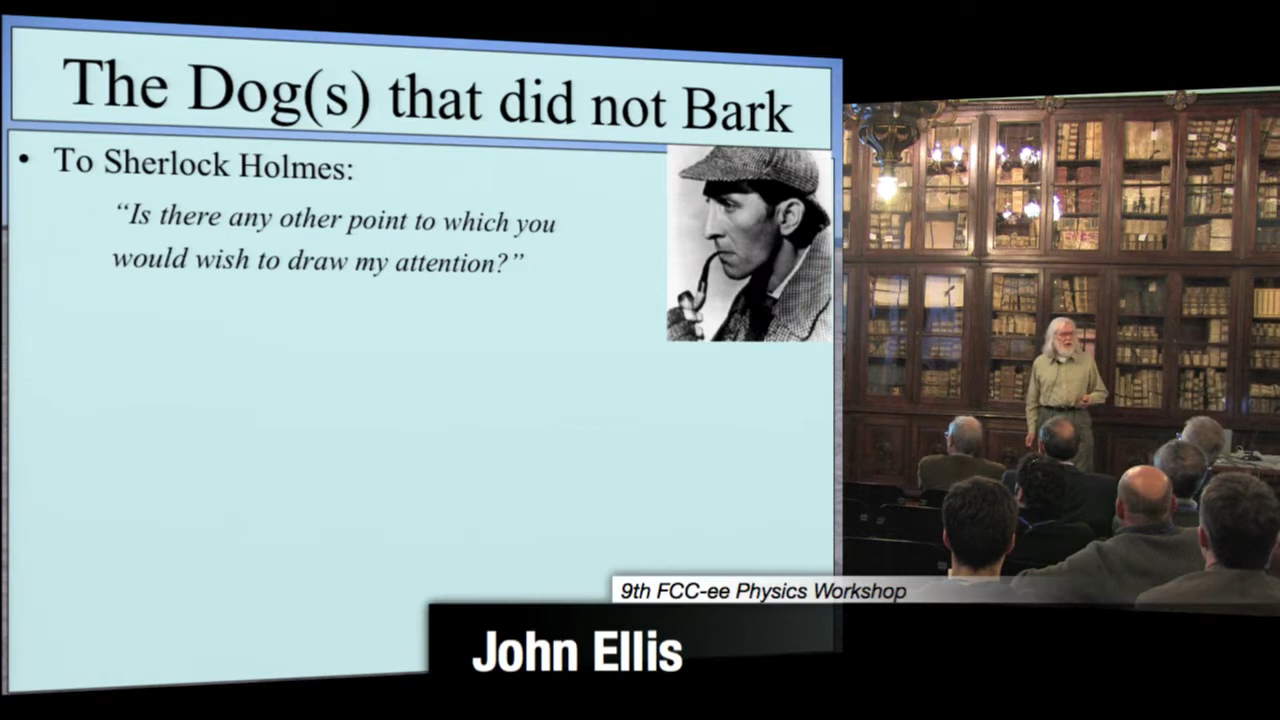 The Dog(s) that did not Bark
• To Sherlock Holmes:
“Is there any other point to which you
would wish to draw my attention?”
9th FCC-ee Physics Workshop
John Ellis